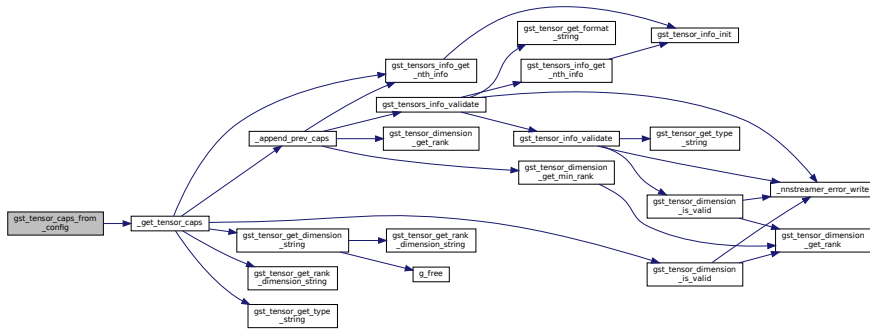 gst_tensor_caps_from
_config
_get_tensor_caps
gst_tensors_info_get
_nth_info
gst_tensor_info_init
_append_prev_caps
gst_tensors_info_validate
gst_tensor_get_format
_string
gst_tensors_info_get
_nth_info
gst_tensor_info_validate
gst_tensor_get_type
_string
gst_tensor_dimension
_get_rank
gst_tensor_dimension
_get_min_rank
_nnstreamer_error_write
gst_tensor_dimension
_is_valid
gst_tensor_dimension
_get_rank
gst_tensor_get_dimension
_string
gst_tensor_get_rank
_dimension_string
g_free
gst_tensor_dimension
_is_valid
gst_tensor_get_rank
_dimension_string
gst_tensor_get_type
_string